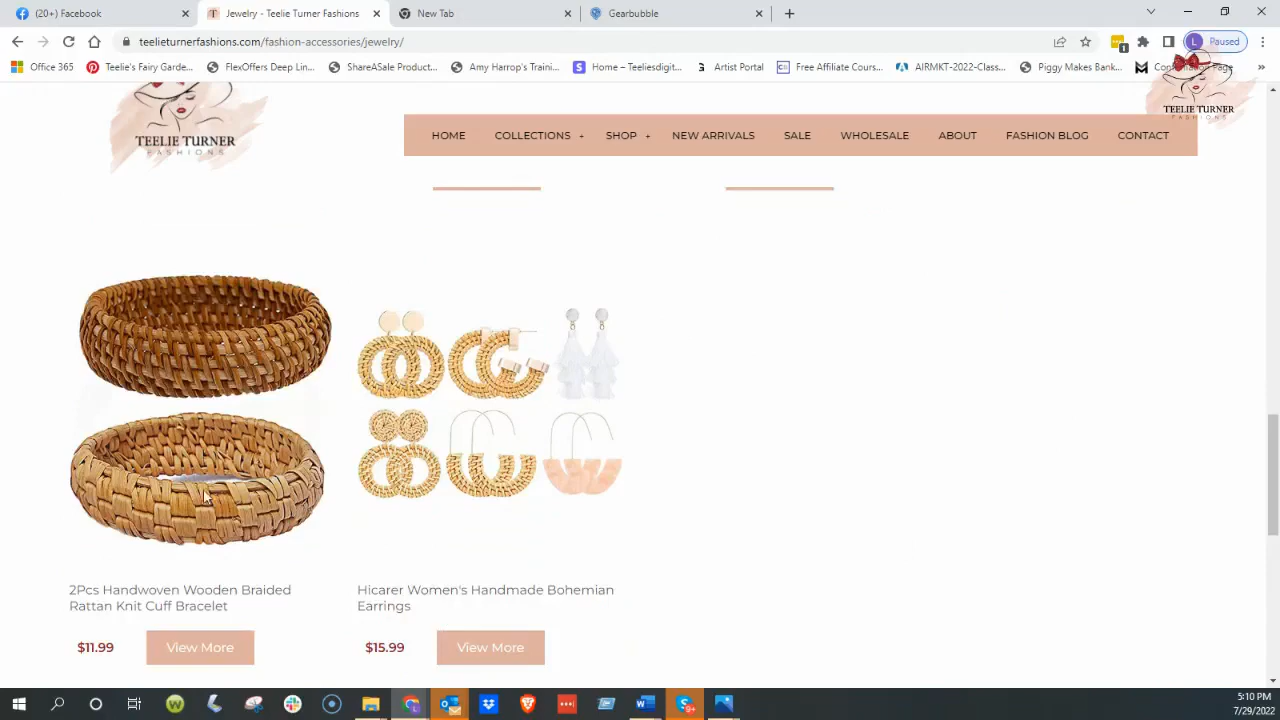 (20+) Facebook
Jewelry - Teelie Turner Fashions
New Tab
Gearbubble
teelieturnerfashions.com/fashion-accessories/jewelry/
1
L Paused
Office 365
Teelie's Fairy Garde...
FlexOffers Deep Lin...
ShareASale Product...
Amy Harrop's Traini...
Home – Teeliesdigit...
Artist Portal
Free Affiliate Cours...
AIRMKT-2022-Class...
Piggy Makes Bank...
TEELIE TURNER
FASHIONS
TEELIE TURNER
FASHIONS
HOME
COLLECTIONS +
SHOP +
NEW ARRIVALS
SALE
WHOLESALE
ABOUT
FASHION BLOG
CONTACT
2Pcs Handwoven Wooden Braided
Rattan Knit Cuff Bracelet
$11.99
View More
Hicarer Women's Handmade Bohemian
Earrings
$15.99
View More
5:10 PM
7/29/2022